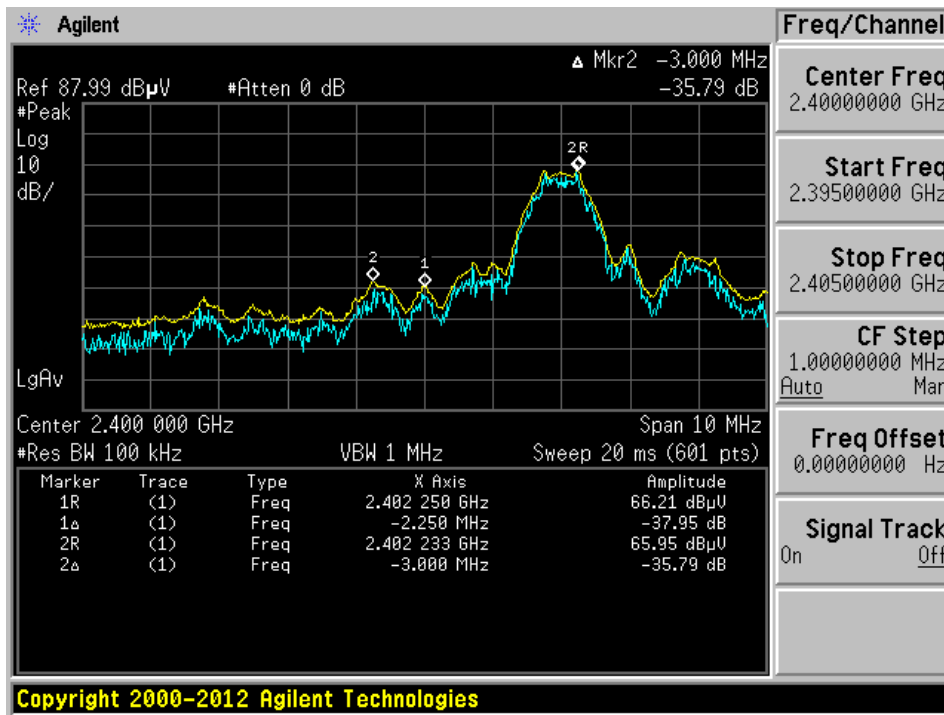 Agilent
Freq/Channel
▵ Mkr2 -3.000 MHz
Ref 87.99 dBµV #Atten 0 dB -35.79 dB
#Peak
Log
10
dB/
2R
2
1
LgAv
Center 2.400 000 GHz Span 10 MHz
#Res BW 100 kHz VBW 1 MHz Sweep 20 ms (601 pts)
Marker Trace Type X Axis Amplitude
1R (1) Freq 2.402 250 GHz 66.21 dBµV
1▵ (1) Freq -2.250 MHz -37.95 dB
2R (1) Freq 2.402 233 GHz 65.95 dBµV
2▵ (1) Freq -3.000 MHz -35.79 dB
Center Freq
2.40000000 GHz
Start Freq
2.39500000 GHz
Stop Freq
2.40500000 GHz
CF Step
1.00000000 MHz
Auto Man
Freq Offset
0.00000000 Hz
Signal Track
On Off
Copyright 2000-2012 Agilent Technologies